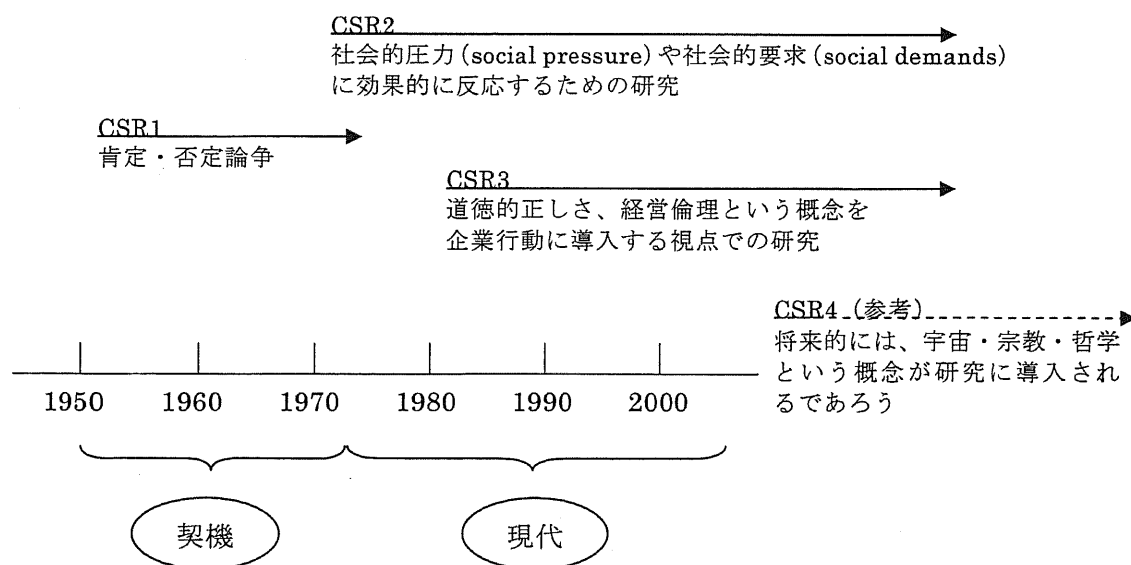 CSR2
社会的圧力(social pressure)や社会的要求(social demands)
に効果的に反応するための研究
CSR1
肯定・否定論争
CSR3
道徳的正しさ、経営倫理という概念を
企業行動に導入する視点での研究
CSR4（参考）
将来的には、宇宙・宗教・哲学
という概念が研究に導入され
るであろう
1950 1960 1970 1980 1990 2000
契機 現代